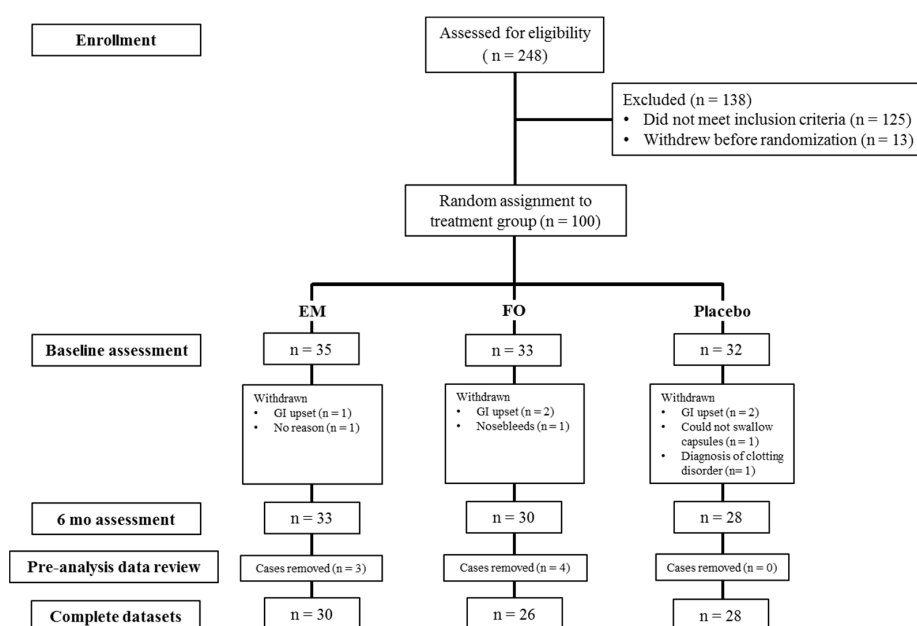 Enrollment
Assessed for eligibility
( n = 248)
Excluded (n = 138)
• Did not meet inclusion criteria (n = 125)
• Withdrew before randomization (n = 13)
Random assignment to
treatment group (n = 100)
EM
FO
Placebo
Baseline assessment
n = 35
n = 33
n = 32
Withdrawn
• GI upset (n = 1)
• No reason (n = 1)
Withdrawn
• GI upset (n = 2)
• Nosebleeds (n = 1)
Withdrawn
• GI upset (n = 2)
• Could not swallow
capsules (n = 1)
• Diagnosis of clotting
disorder (n= 1)
6 mo assessment
n = 33
n = 30
n = 28
Pre-analysis data review
Cases removed (n = 3)
Cases removed (n = 4)
Cases removed (n = 0)
Complete datasets
n = 30
n = 26
n = 28